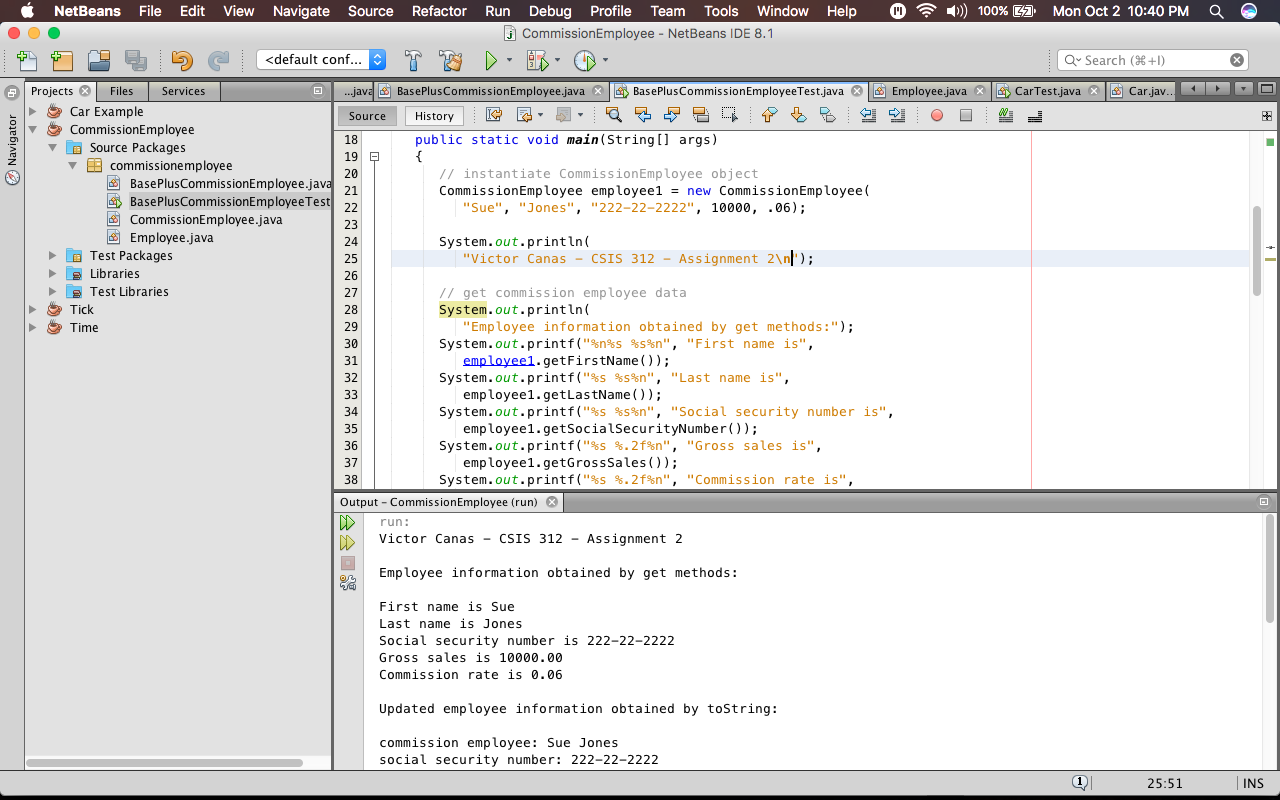 NetBeans File Edit View Navigate Source Refactor Run Debug Profile Team Tools Window Help 100% Mon Oct 2 10:40 PM
CommissionEmployee - NetBeans IDE 8.1
<default conf... Search (⌘+I)
Projects Files Services
...java BasePlusCommissionEmployee.java BasePlusCommissionEmployeeTest.java Employee.java CarTest.java Car.jav...
Navigator
Car Example
CommissionEmployee
Source Packages
commissionemployee
BasePlusCommissionEmployee.java
BasePlusCommissionEmployeeTest
CommissionEmployee.java
Employee.java
Test Packages
Libraries
Test Libraries
Tick
Time
Source History
18 public static void main(String[] args)
19 {
20 // instantiate CommissionEmployee object
21 CommissionEmployee employee1 = new CommissionEmployee(
22 "Sue", "Jones", "222-22-2222", 10000, .06);
23
24 System.out.println(
25 "Victor Canas - CSIS 312 - Assignment 2\n");
26
27 // get commission employee data
28 System.out.println(
29 "Employee information obtained by get methods:");
30 System.out.printf("%n%s %s%n", "First name is",
31 employee1.getFirstName());
32 System.out.printf("%s %s%n", "Last name is",
33 employee1.getLastName());
34 System.out.printf("%s %s%n", "Social security number is",
35 employee1.getSocialSecurityNumber());
36 System.out.printf("%s %.2f%n", "Gross sales is",
37 employee1.getGrossSales());
38 System.out.printf("%s %.2f%n", "Commission rate is",
Output - CommissionEmployee (run)
run:
Victor Canas - CSIS 312 - Assignment 2
Employee information obtained by get methods:
First name is Sue
Last name is Jones
Social security number is 222-22-2222
Gross sales is 10000.00
Commission rate is 0.06
Updated employee information obtained by toString:
commission employee: Sue Jones
social security number: 222-22-2222
1 25:51 INS